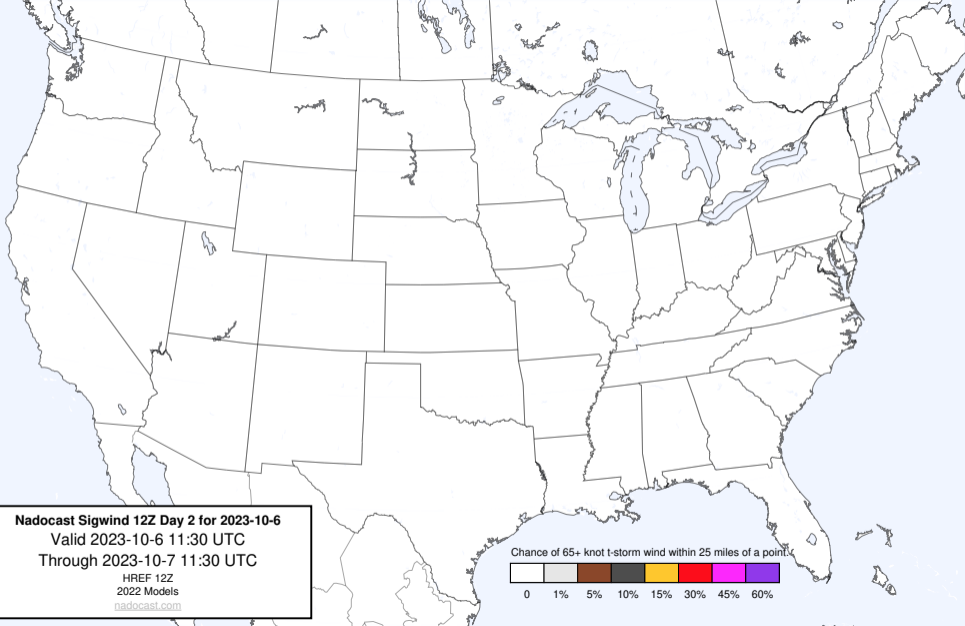 Nadocast Sigwind 12Z Day 2 for 2023-10-6
Valid 2023-10-6 11:30 UTC
Through 2023-10-7 11:30 UTC
HREF 12Z
2022 Models
nadocast.com
Chance of 65+ knot t-storm wind within 25 miles of a point.
0 1% 5% 10% 15% 30% 45% 60%